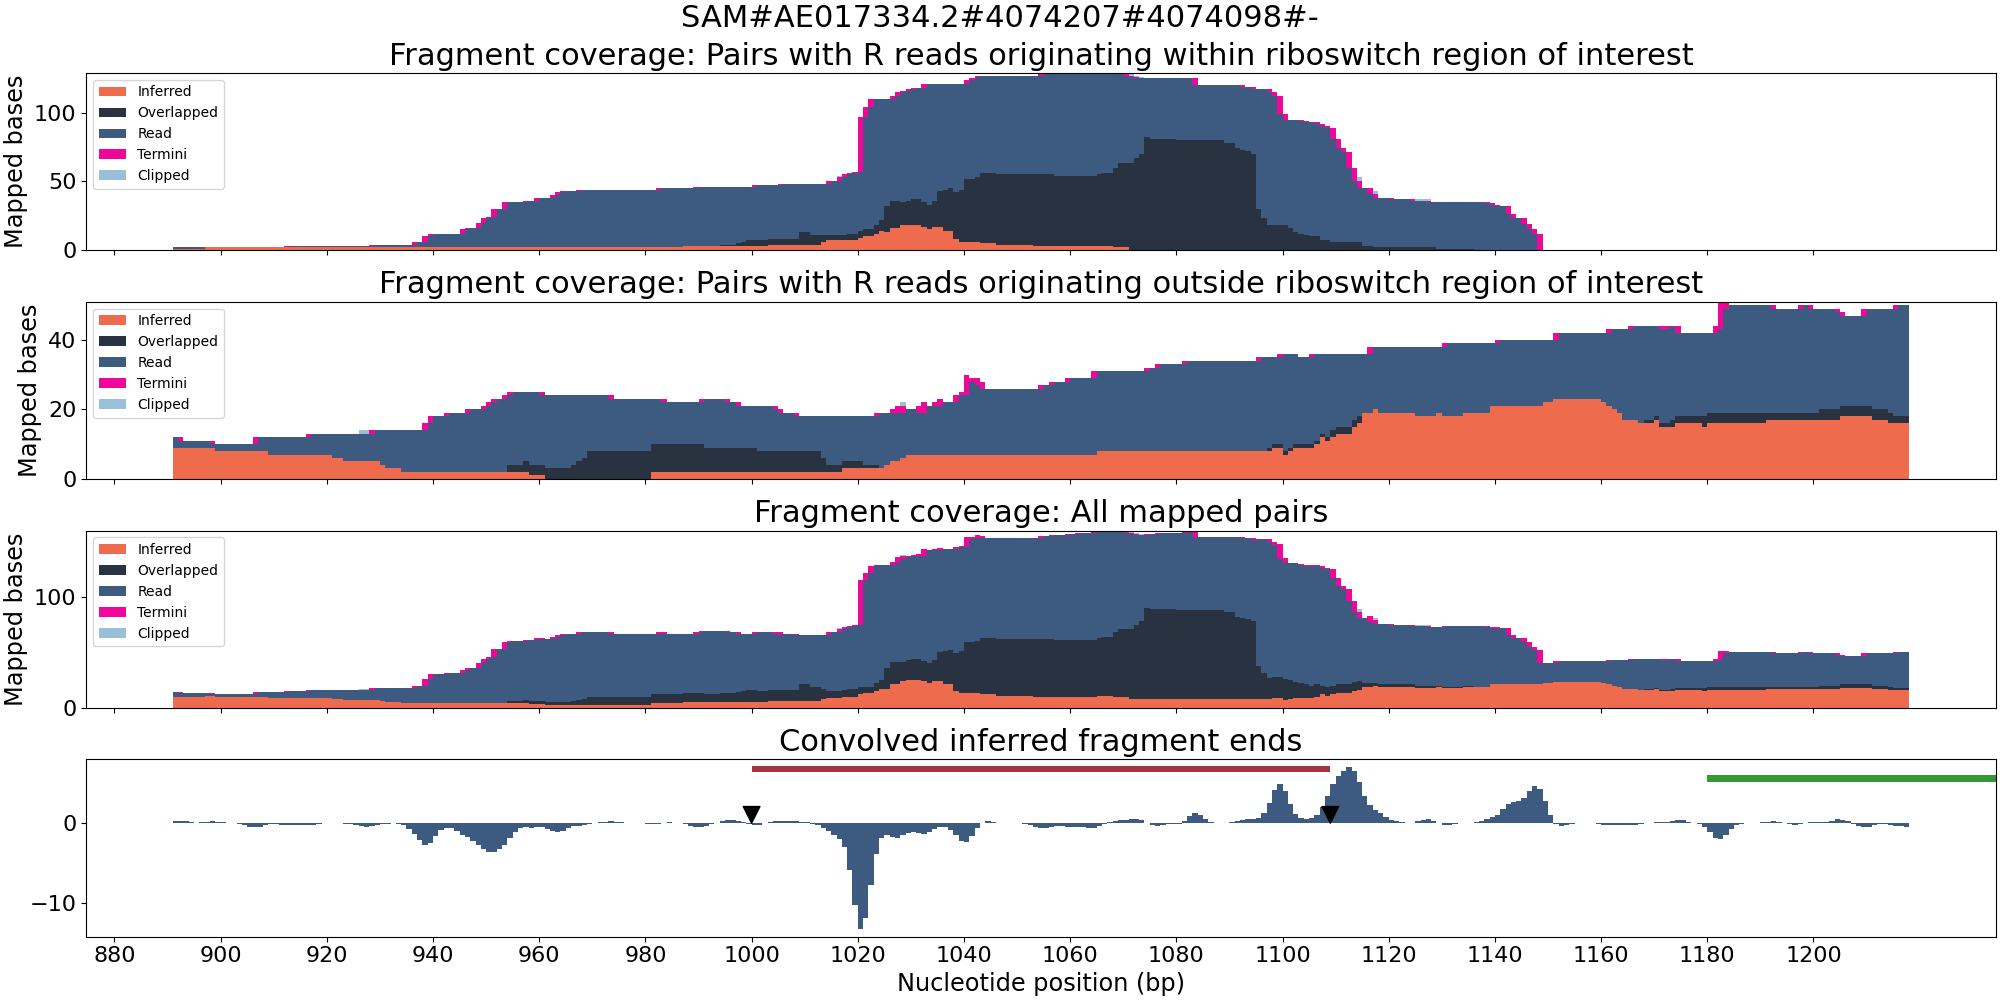 SAM#AE017334.2#4074207#4074098#-
Fragment coverage: Pairs with R reads originating within riboswitch region of interest
Mapped bases
100
50
0
Inferred
Overlapped
Read
Termini
Clipped
Fragment coverage: Pairs with R reads originating outside riboswitch region of interest
Mapped bases
40
20
0
Inferred
Overlapped
Read
Termini
Clipped
Fragment coverage: All mapped pairs
Mapped bases
100
0
Inferred
Overlapped
Read
Termini
Clipped
Convolved inferred fragment ends
0
−10
880 900 920 940 960 980 1000 1020 1040 1060 1080 1100 1120 1140 1160 1180 1200
Nucleotide position (bp)